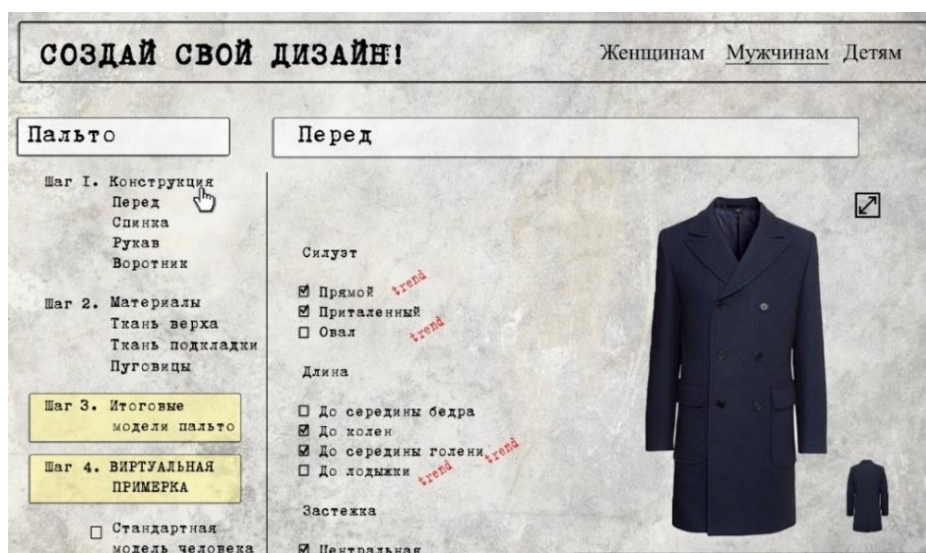 СОЗДАЙ СВОЙ ДИЗАЙН!
Женщинам Мужчинам Детям
Пальто
Шаг I. Конструкция
Перед
Спинка
Рукав
Воротник
Шаг 2. Материалы
Ткань верха
Ткань подкладки
Пуговицы
Шаг 3. Итоговые
модели пальто
Шаг 4. ВИРТУАЛЬНАЯ
ПРИМЕРКА
Стандартная
модель человека
Перед
Силуэт
Прямой trend
Приталенный
Овал trend
Длина
До середины бедра
До колен
До середины голени trend
До лодыжки trend
Застежка
Центральная